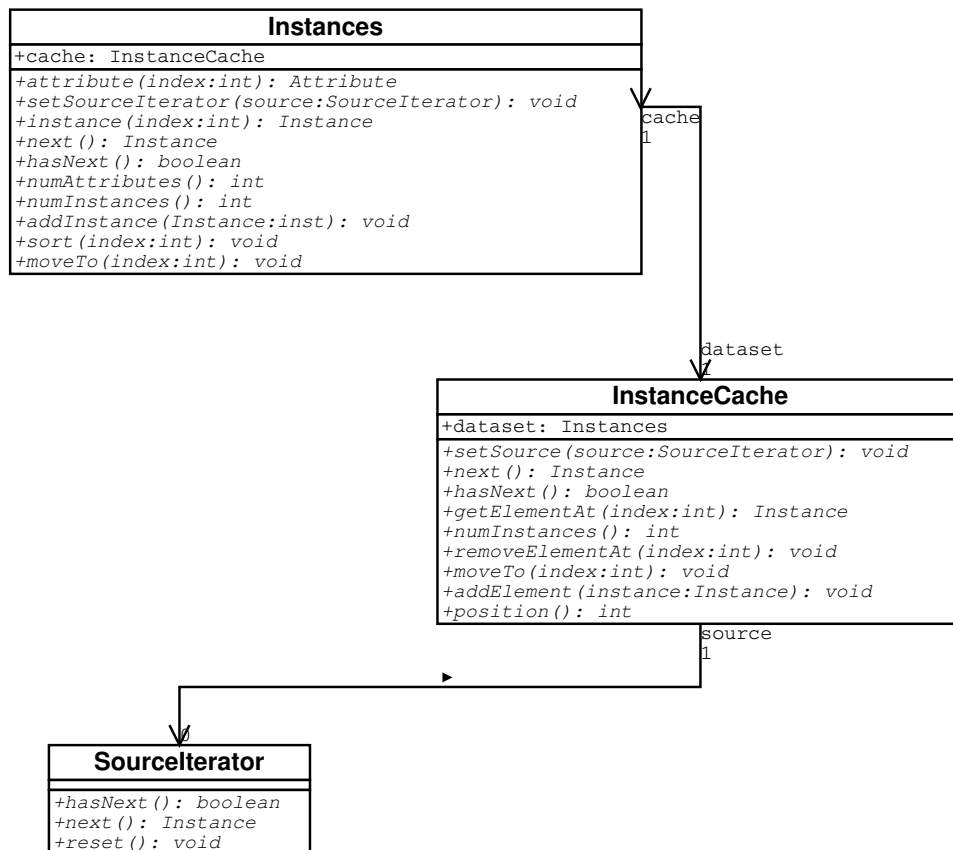 Instances
+cache: InstanceCache
+attribute(index:int): Attribute
+setSourceIterator(source:SourceIterator): void
+instance(index:int): Instance
+next(): Instance
+hasNext(): boolean
+numAttributes(): int
+numInstances(): int
+addInstance(Instance:inst): void
+sort(index:int): void
+moveTo(index:int): void
cache
1
dataset
1
InstanceCache
+dataset: Instances
+setSource(source:SourceIterator): void
+next(): Instance
+hasNext(): boolean
+getElementAt(index:int): Instance
+numInstances(): int
+removeElementAt(index:int): void
+moveTo(index:int): void
+addElement(instance:Instance): void
+position(): int
source
1
0
SourceIterator
+hasNext(): boolean
+next(): Instance
+reset(): void